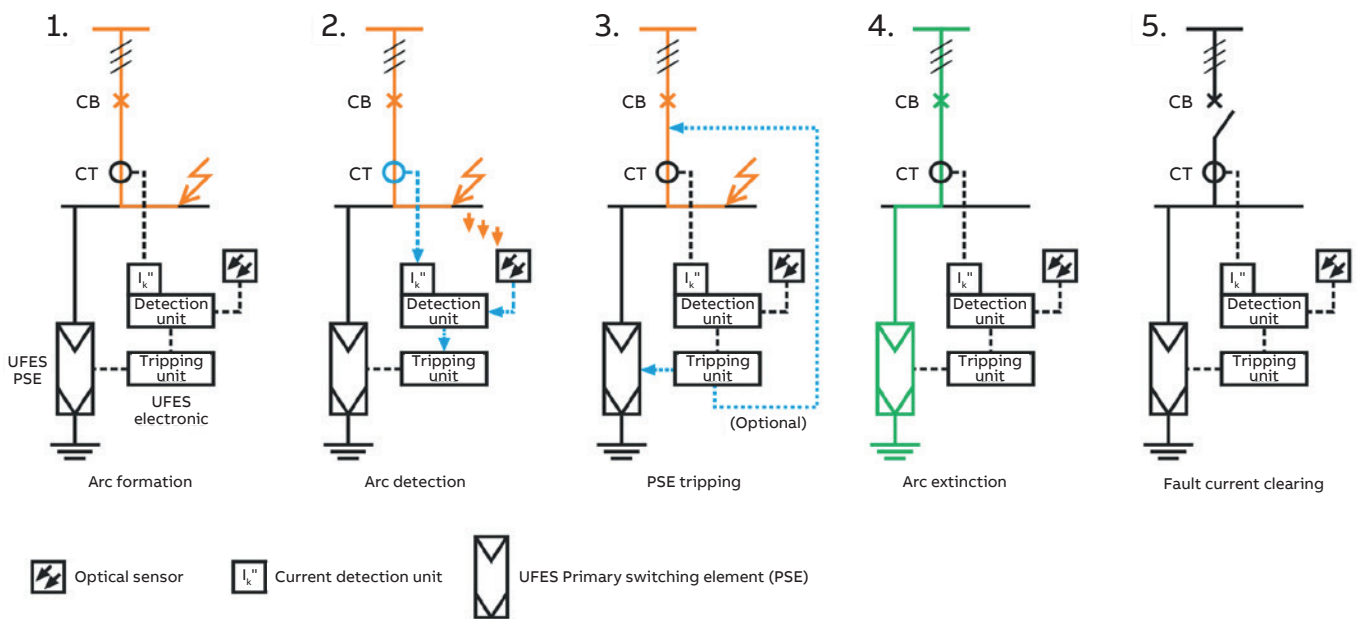 1.
2.
3.
4.
5.
CB
CB
CB
CB
CB
CT
CT
CT
CT
CT
Ik"
Ik"
Ik"
Ik"
Ik"
Detection
unit
Detection
unit
Detection
unit
Detection
unit
Detection
unit
UFES
PSE
Tripping
unit
Tripping
unit
Tripping
unit
Tripping
unit
Tripping
unit
UFES
electronic
(Optional)
Arc formation
Arc detection
PSE tripping
Arc extinction
Fault current clearing
Optical sensor
Ik"
Current detection unit
UFES Primary switching element (PSE)